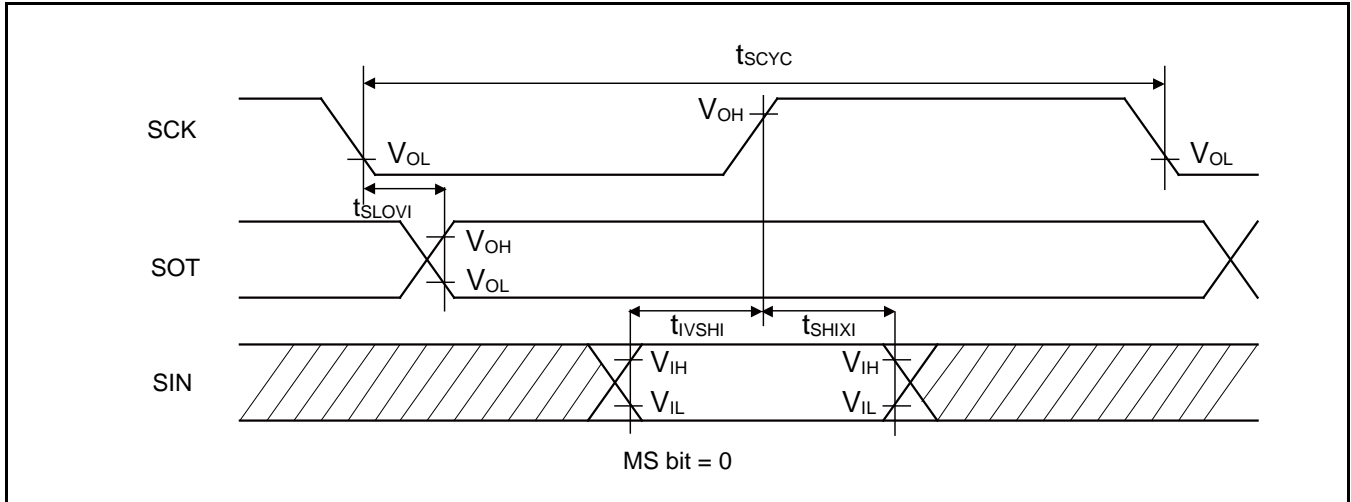 tSCYC
SCK
VOH
VOL
VOL
tSLOVI
SOT
VOH
VOL
tIVSHI
tSHIXI
SIN
VIH
VIH
VIL
VIL
MS bit = 0